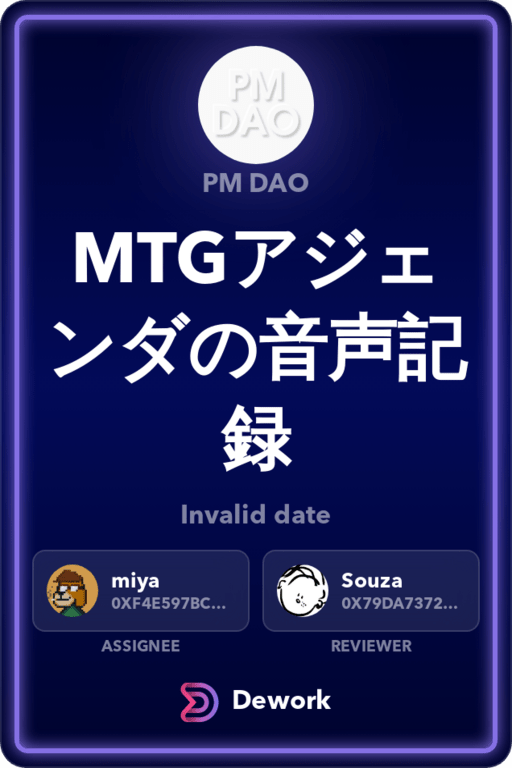 PM
DAO
PM DAO
MTGアジェ
ンダの音声記
録
Invalid date
miya
0XF4E597BC...
Souza
0X79DA7372...
ASSIGNEE
REVIEWER
Dework